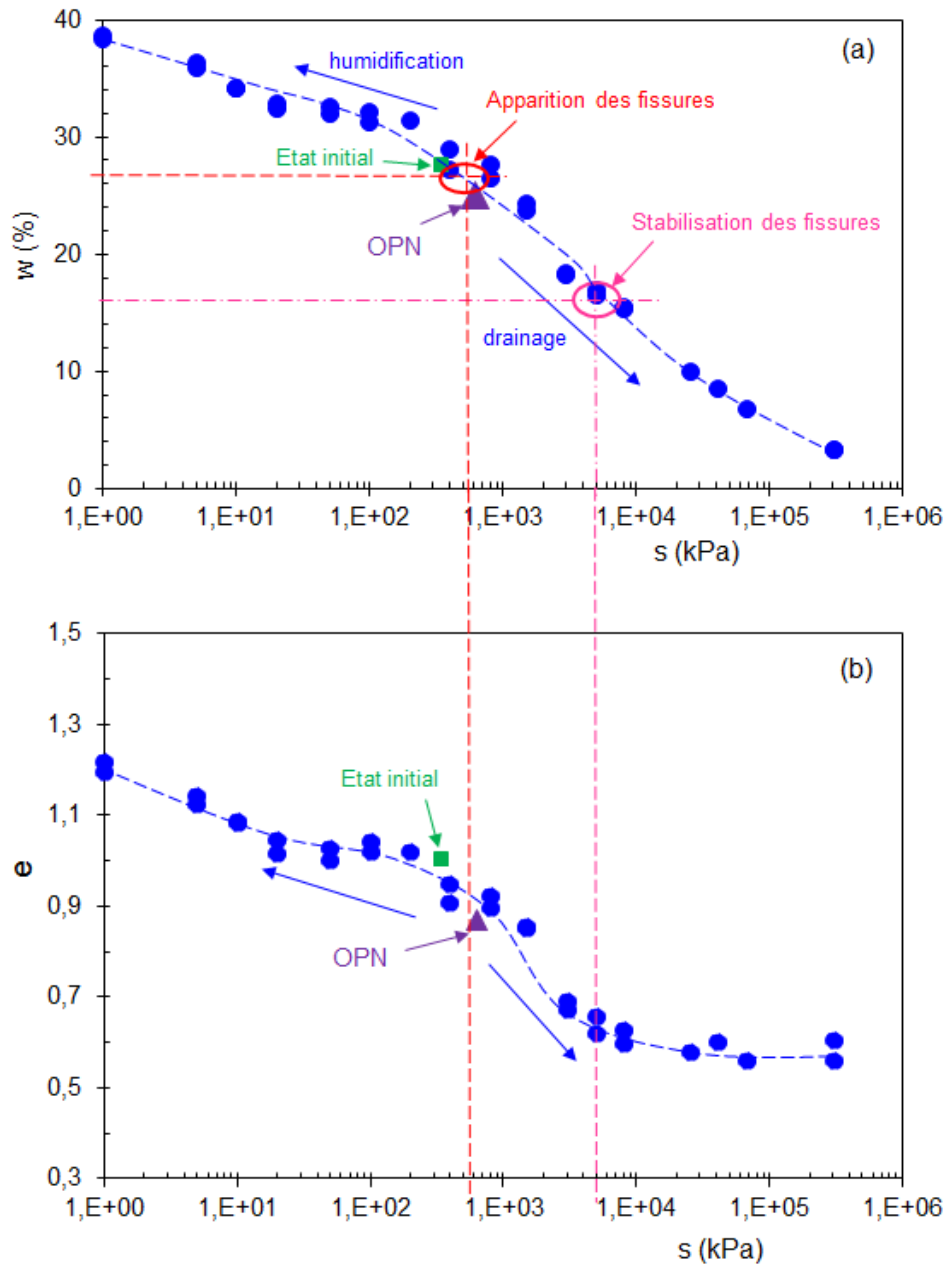 (a)
humidification
Apparition des fissures
Etat initial
OPN
Stabilisation des fissures
drainage
w (%)
40
30
20
10
0
1,E+00 1,E+01 1,E+02 1,E+03 1,E+04 1,E+05 1,E+06
s (kPa)
(b)
Etat initial
OPN
e
1,5
1,3
1,1
0,9
0,7
0,5
0,3
1,E+00 1,E+01 1,E+02 1,E+03 1,E+04 1,E+05 1,E+06
s (kPa)